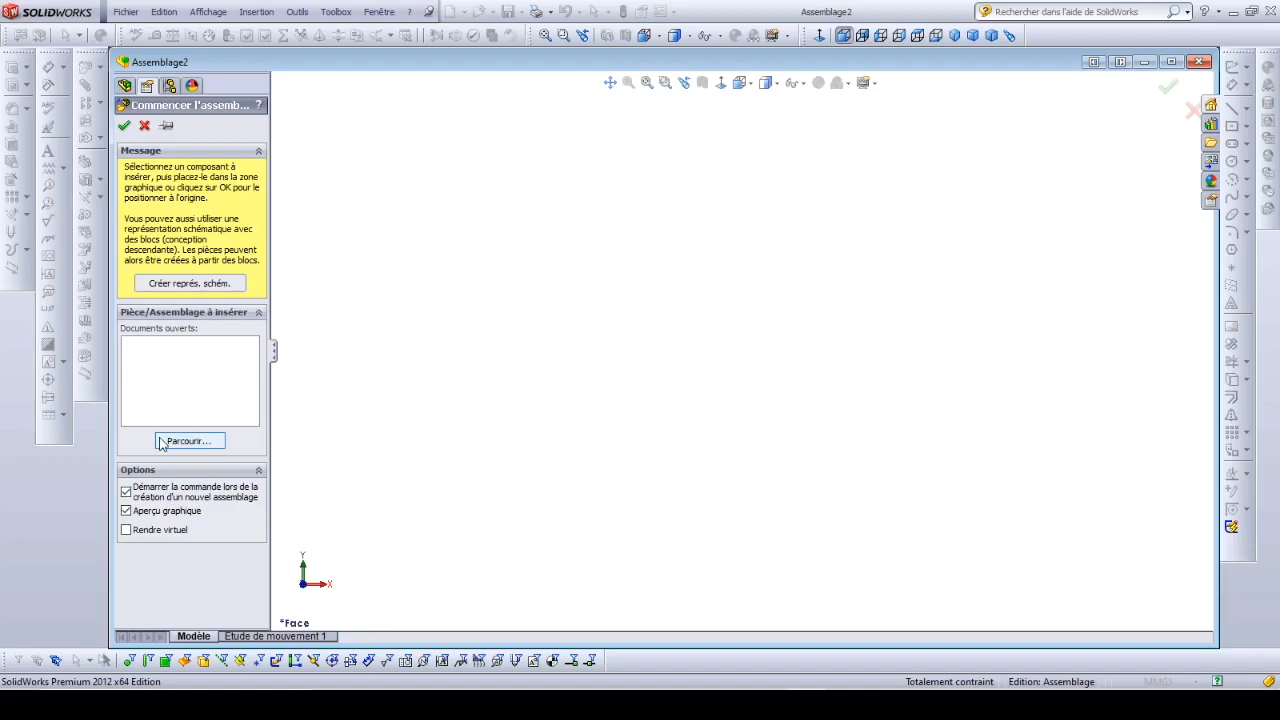 SOLIDWORKS
Fichier Edition Affichage Insertion Outils Toolbox Fenêtre ?
Assemblage2
Rechercher dans l'aide de SolidWorks
Assemblage2
Commencer l'assemb... ?
Message
Sélectionnez un composant à
insérer, puis placez-le dans la zone
graphique ou cliquez sur OK pour le
positionner à l'origine.
Vous pouvez aussi utiliser une
représentation schématique avec
des blocs (conception
descendante). Les pièces peuvent
alors être créées à partir des blocs.
Créer représ. schém.
Pièce/Assemblage à insérer
Documents ouverts:
Parcourir...
Options
Démarrer la commande lors de la
création d'un nouvel assemblage
Aperçu graphique
Rendre virtuel
Y
X
*Face
Modèle Etude de mouvement 1
SolidWorks Premium 2012 x64 Edition
Totalement contraint Edition: Assemblage MMGS